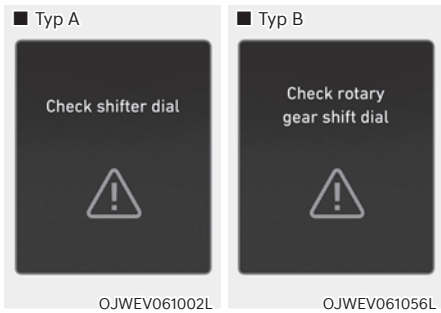 ■ Typ A
Check shifter dial
OJWEV061002L
■ Typ B
Check rotary
gear shift dial
OJWEV061056L